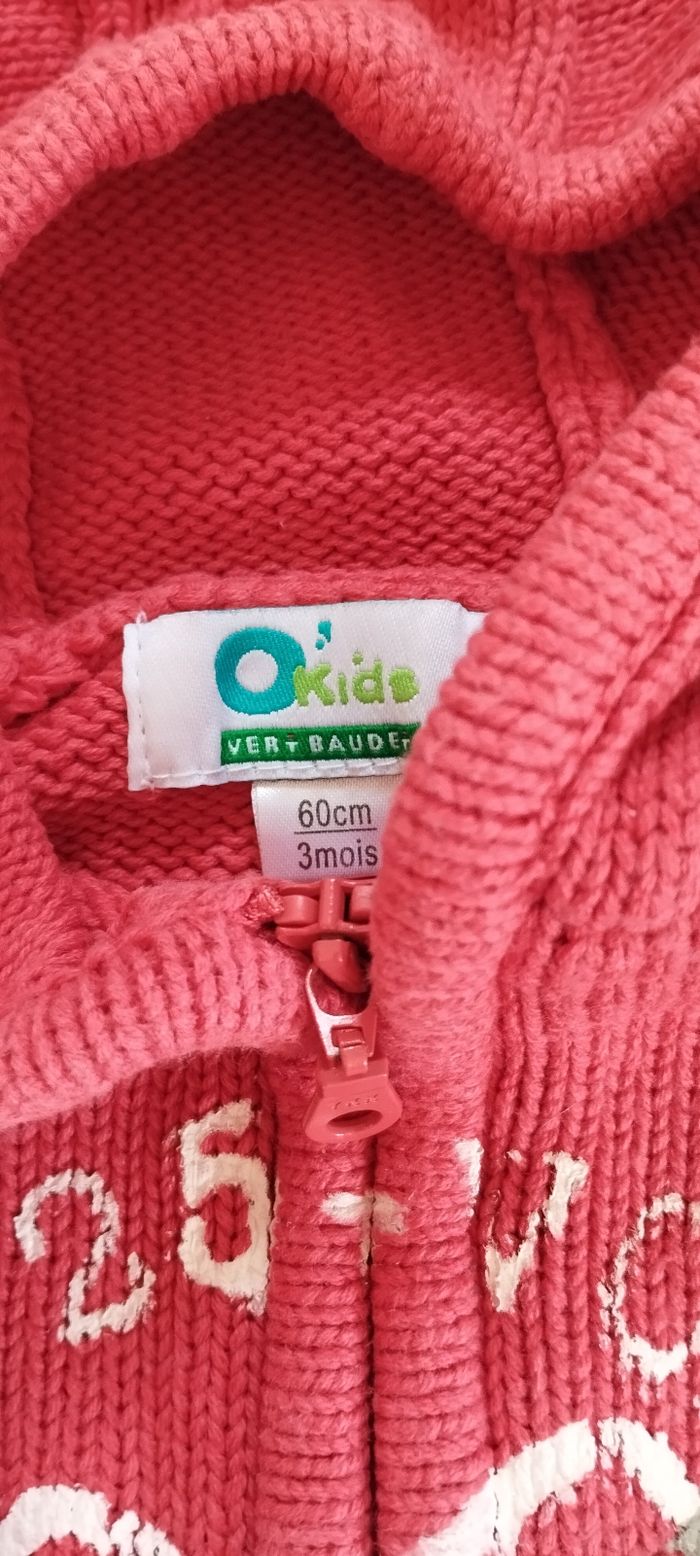 O'Kids
VERTBAUDET
60cm
3mois
25